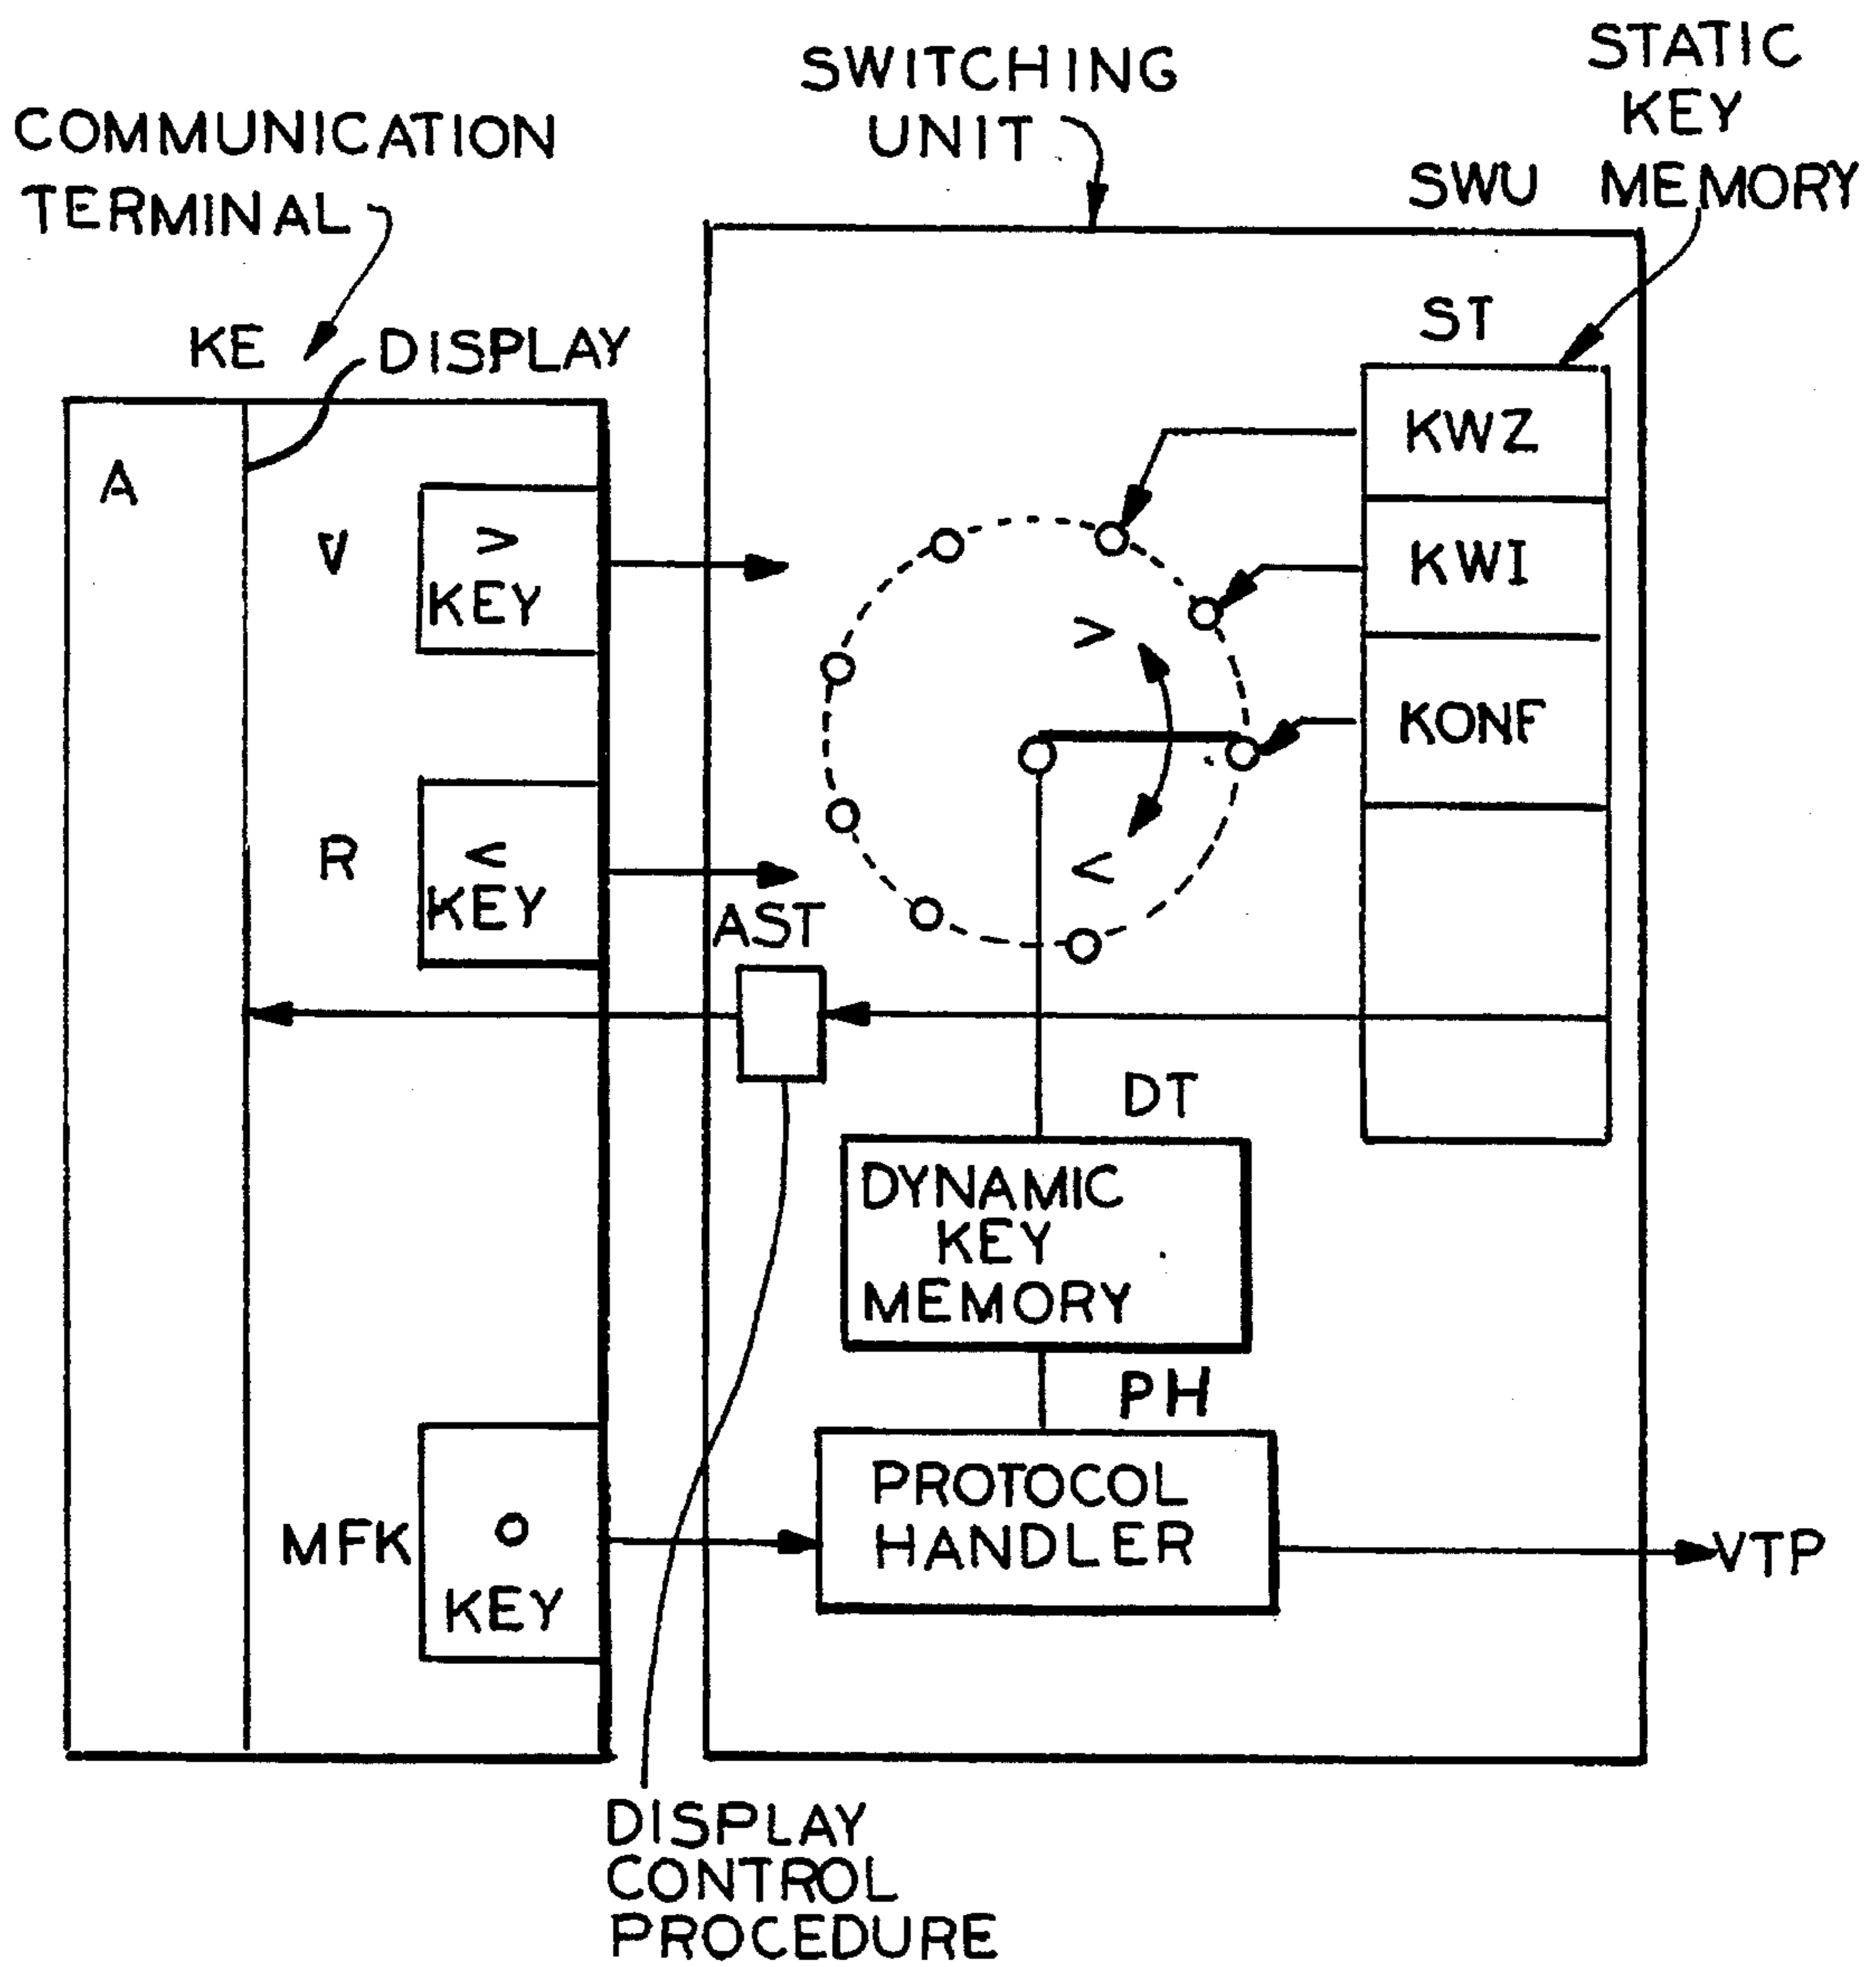 COMMUNICATION
TERMINAL
SWITCHING
UNIT
STATIC
KEY
MEMORY
SWU
KE
DISPLAY
A
V
>
KEY
R
<
KEY
MFK
O
KEY
ST
KWZ
KWI
KONF
>
<
AST
DT
DYNAMIC
KEY
MEMORY
PH
PROTOCOL
HANDLER
VTP
DISPLAY
CONTROL
PROCEDURE